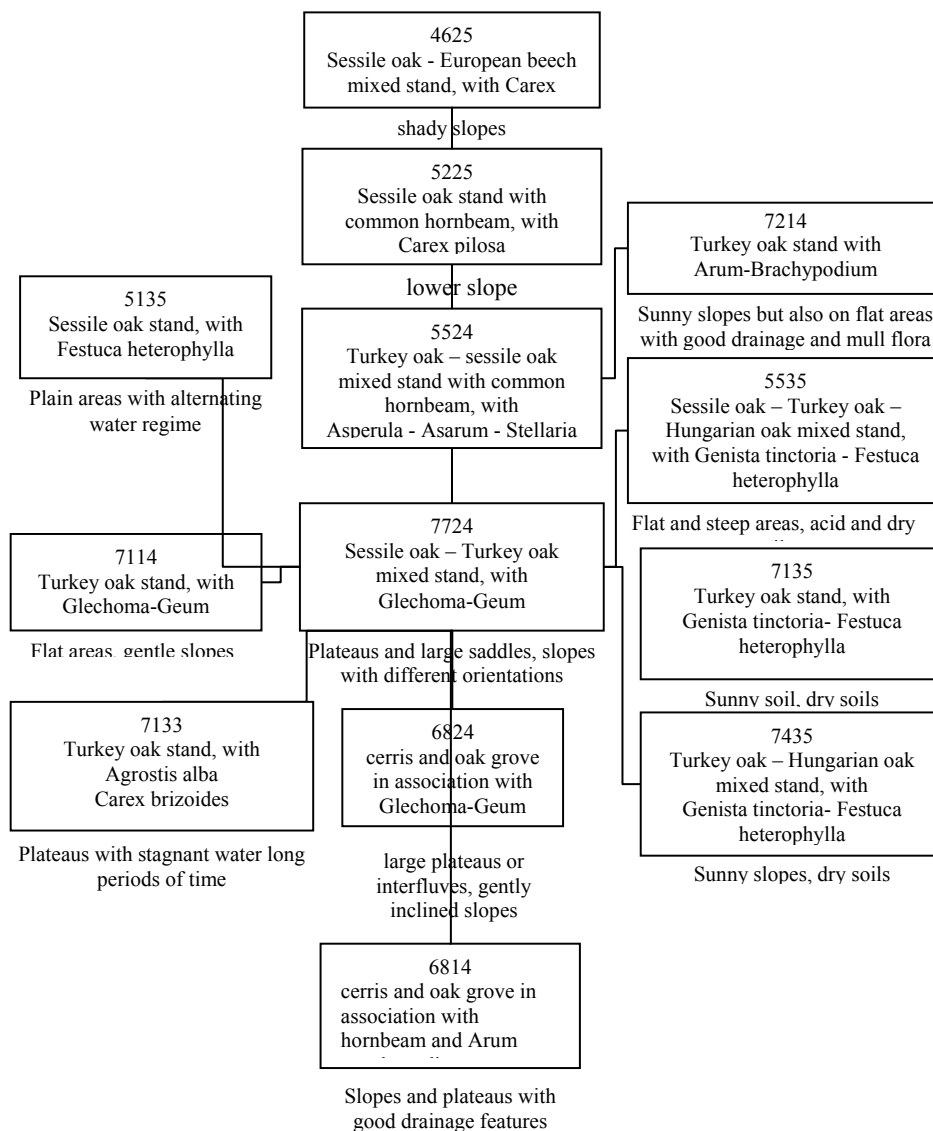 4625
Sessile oak - European beech
mixed stand, with Carex
shady slopes
5225
Sessile oak stand with
common hornbeam, with
Carex pilosa
lower slope
7214
Turkey oak stand with
Arum-Brachypodium
Sunny slopes but also on flat areas
with good drainage and mull flora
5135
Sessile oak stand, with
Festuca heterophylla
Plain areas with alternating
water regime
5524
Turkey oak – sessile oak
mixed stand with common
hornbeam, with
Asperula - Asarum - Stellaria
5535
Sessile oak – Turkey oak –
Hungarian oak mixed stand,
with Genista tinctoria - Festuca
heterophylla
Flat and steep areas, acid and dry
7114
Turkey oak stand, with
Glechoma-Geum
Flat areas, gentle slopes
7724
Sessile oak – Turkey oak
mixed stand, with
Glechoma-Geum
Plateaus and large saddles, slopes
with different orientations
7135
Turkey oak stand, with
Genista tinctoria- Festuca
heterophylla
Sunny soil, dry soils
7133
Turkey oak stand, with
Agrostis alba
Carex brizoides
Plateaus with stagnant water long
periods of time
6824
cerris and oak grove
in association with
Glechoma-Geum
large plateaus or
interfluves, gently
inclined slopes
7435
Turkey oak – Hungarian oak
mixed stand, with
Genista tinctoria- Festuca
heterophylla
Sunny slopes, dry soils
6814
cerris and oak grove in
association with
hornbeam and Arum
Slopes and plateaus with
good drainage features